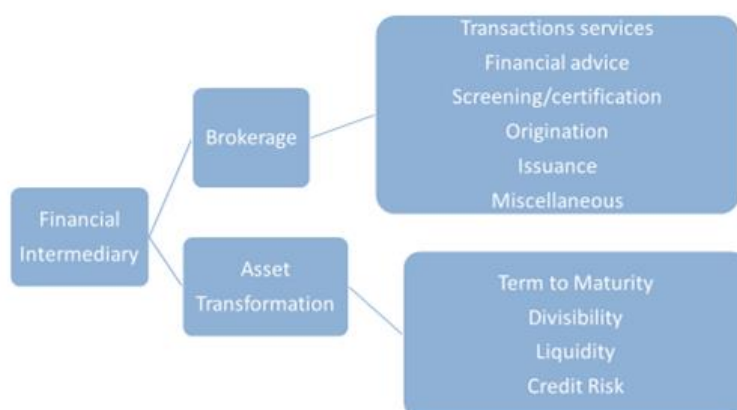 Transactions services
Financial advice
Screening/certification
Origination
Issuance
Miscellaneous
Brokerage
Financial
Intermediary
Asset
Transformation
Term to Maturity
Divisibility
Liquidity
Credit Risk